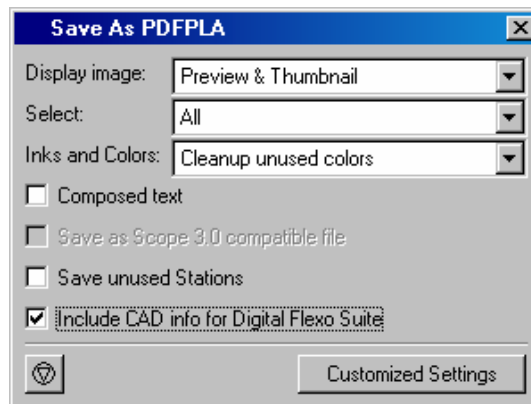 Save As PDFPLA
Display image: Preview & Thumbnail
Select: All
Inks and Colors: Cleanup unused colors
Composed text
Save as Scope 3.0 compatible file
Save unused Stations
Include CAD info for Digital Flexo Suite
Customized Settings